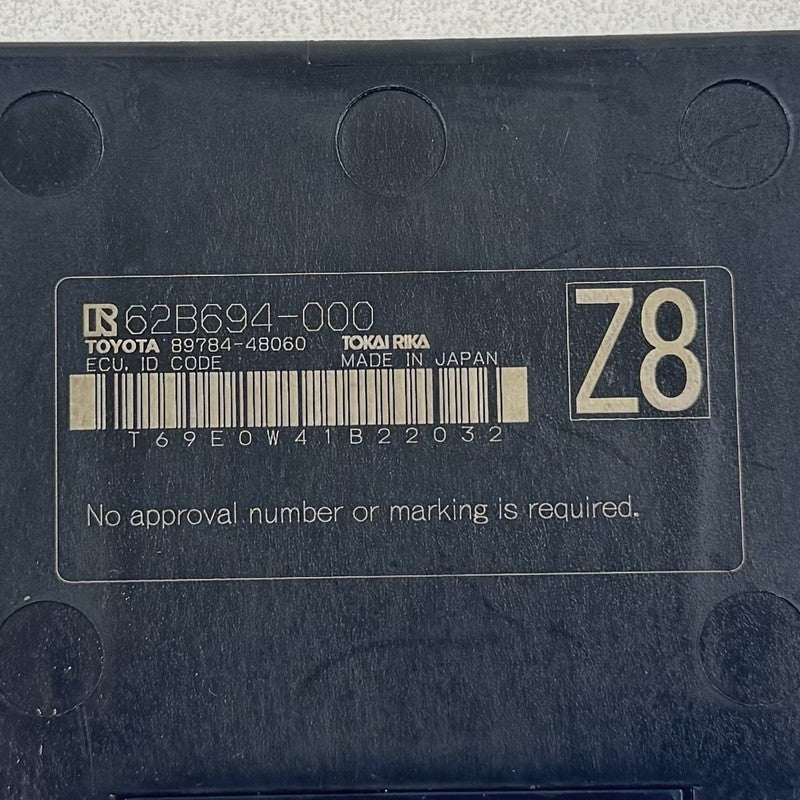 R 62B694-000
Z8
TOYOTA 89784-48060 TOKAI RIKA
ECU, ID CODE MADE IN JAPAN
T69E0W41B22032
No approval number or marking is required.